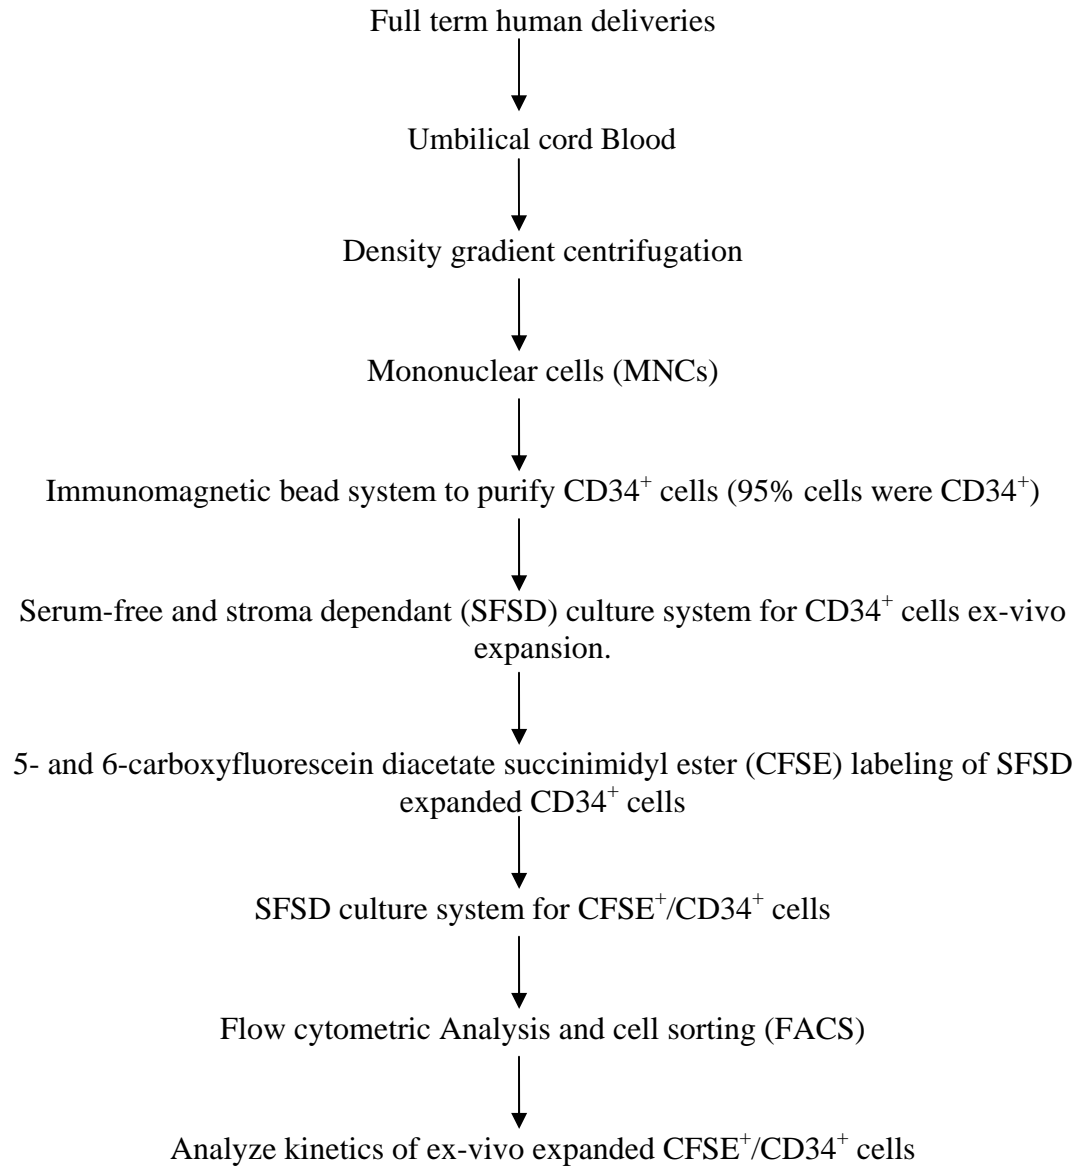 Full term human deliveries
Umbilical cord Blood
Density gradient centrifugation
Mononuclear cells (MNCs)
Immunomagnetic bead system to purify CD34⁺ cells (95% cells were CD34⁺)
Serum-free and stroma dependant (SFSD) culture system for CD34⁺ cells ex-vivo
expansion.
5- and 6-carboxyfluorescein diacetate succinimidyl ester (CFSE) labeling of SFSD
expanded CD34⁺ cells
SFSD culture system for CFSE⁺/CD34⁺ cells
Flow cytometric Analysis and cell sorting (FACS)
Analyze kinetics of ex-vivo expanded CFSE⁺/CD34⁺ cells